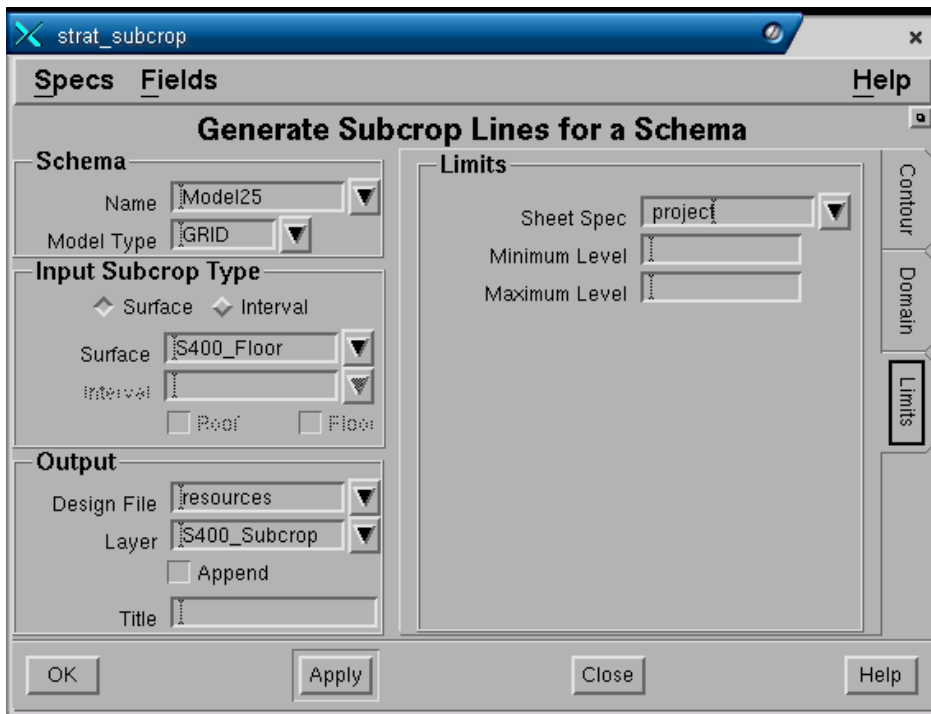 strat_subcrop
Specs Fields Help
Generate Subcrop Lines for a Schema
Schema
Name Model25
Model Type GRID
Input Subcrop Type
Surface Interval
Surface S400_Floor
Interval
Roof Floor
Output
Design File resources
Layer S400_Subcrop
Append
Title
Limits
Sheet Spec project
Minimum Level
Maximum Level
Contour
Domain
Limits
OK Apply Close Help